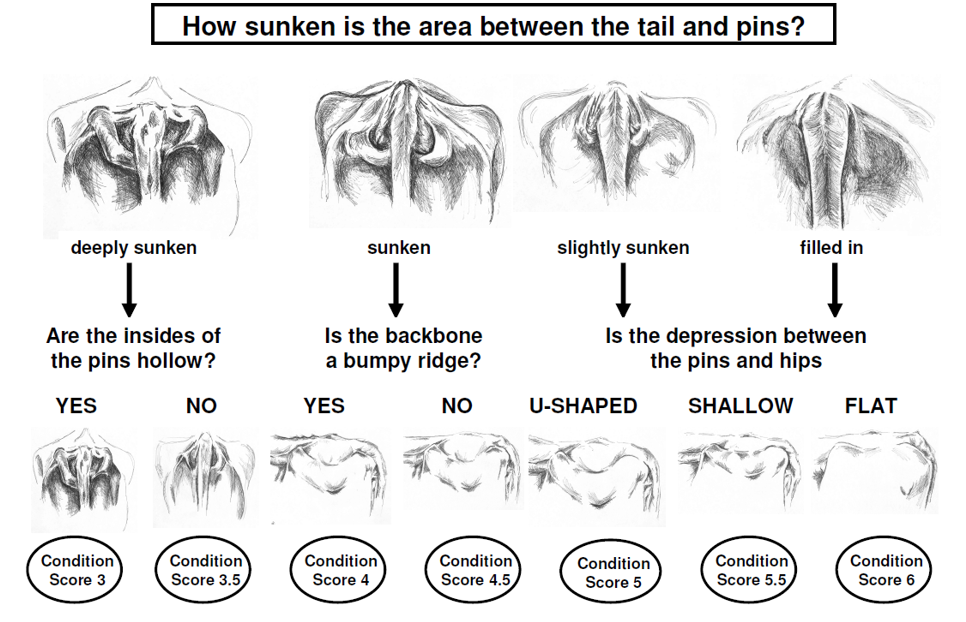 How sunken is the area between the tail and pins?
deeply sunken
sunken
slightly sunken
filled in
Are the insides of
the pins hollow?
Is the backbone
a bumpy ridge?
Is the depression between
the pins and hips
YES
NO
YES
NO
U-SHAPED
SHALLOW
FLAT
Condition
Score 3
Condition
Score 3.5
Condition
Score 4
Condition
Score 4.5
Condition
Score 5
Condition
Score 5.5
Condition
Score 6